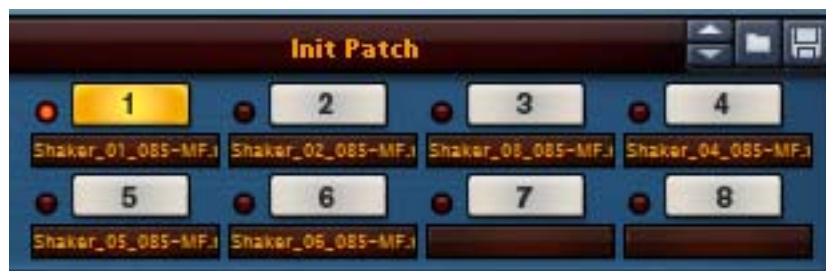 Init Patch
1 2 3 4
Shaker_01_085-MF.r Shaker_02_085-MF.r Shaker_03_085-MF.r Shaker_04_085-MF.r
5 6 7 8
Shaker_05_085-MF.r Shaker_06_085-MF.r